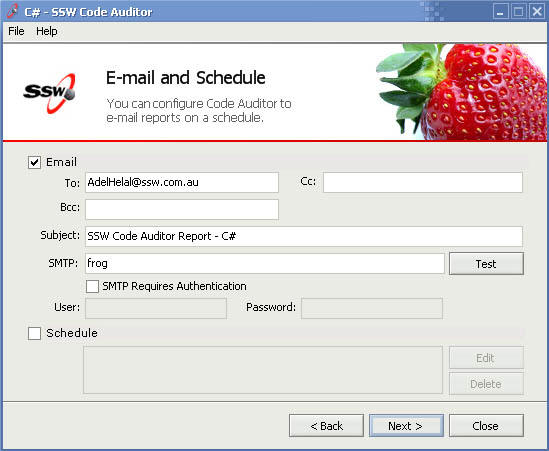 C# - SSW Code Auditor
File Help
SSW
E-mail and Schedule
You can configure Code Auditor to
e-mail reports on a schedule.
Email
To: AdelHelal@ssw.com.au Cc:
Bcc:
Subject: SSW Code Auditor Report - C#
SMTP: frog Test
SMTP Requires Authentication
User: Password:
Schedule
Edit
Delete
< Back Next > Close